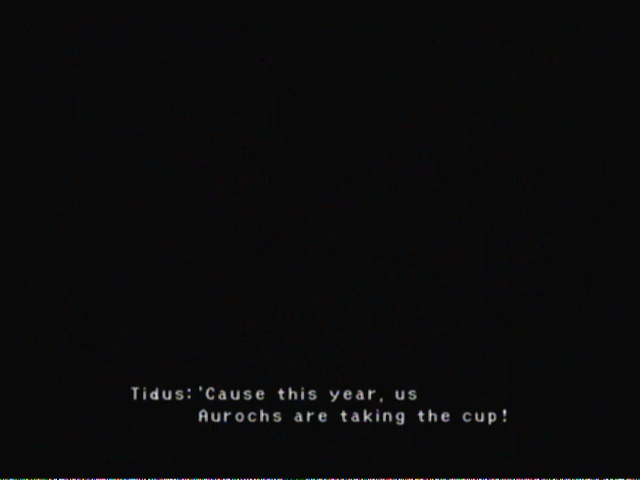 Tidus:'Cause this year, us
Aurochs are taking the cup!